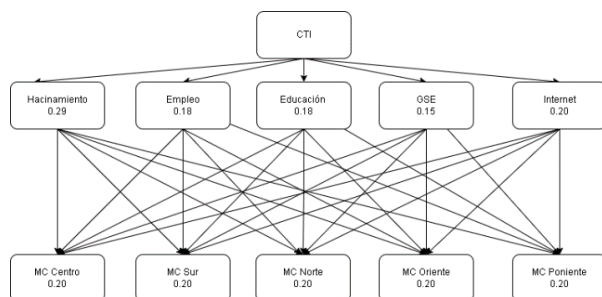 CTI
Hacinamiento
0.29
Empleo
0.18
Educación
0.18
GSE
0.15
Internet
0.20
MC Centro
0.20
MC Sur
0.20
MC Norte
0.20
MC Oriente
0.20
MC Poniente
0.20